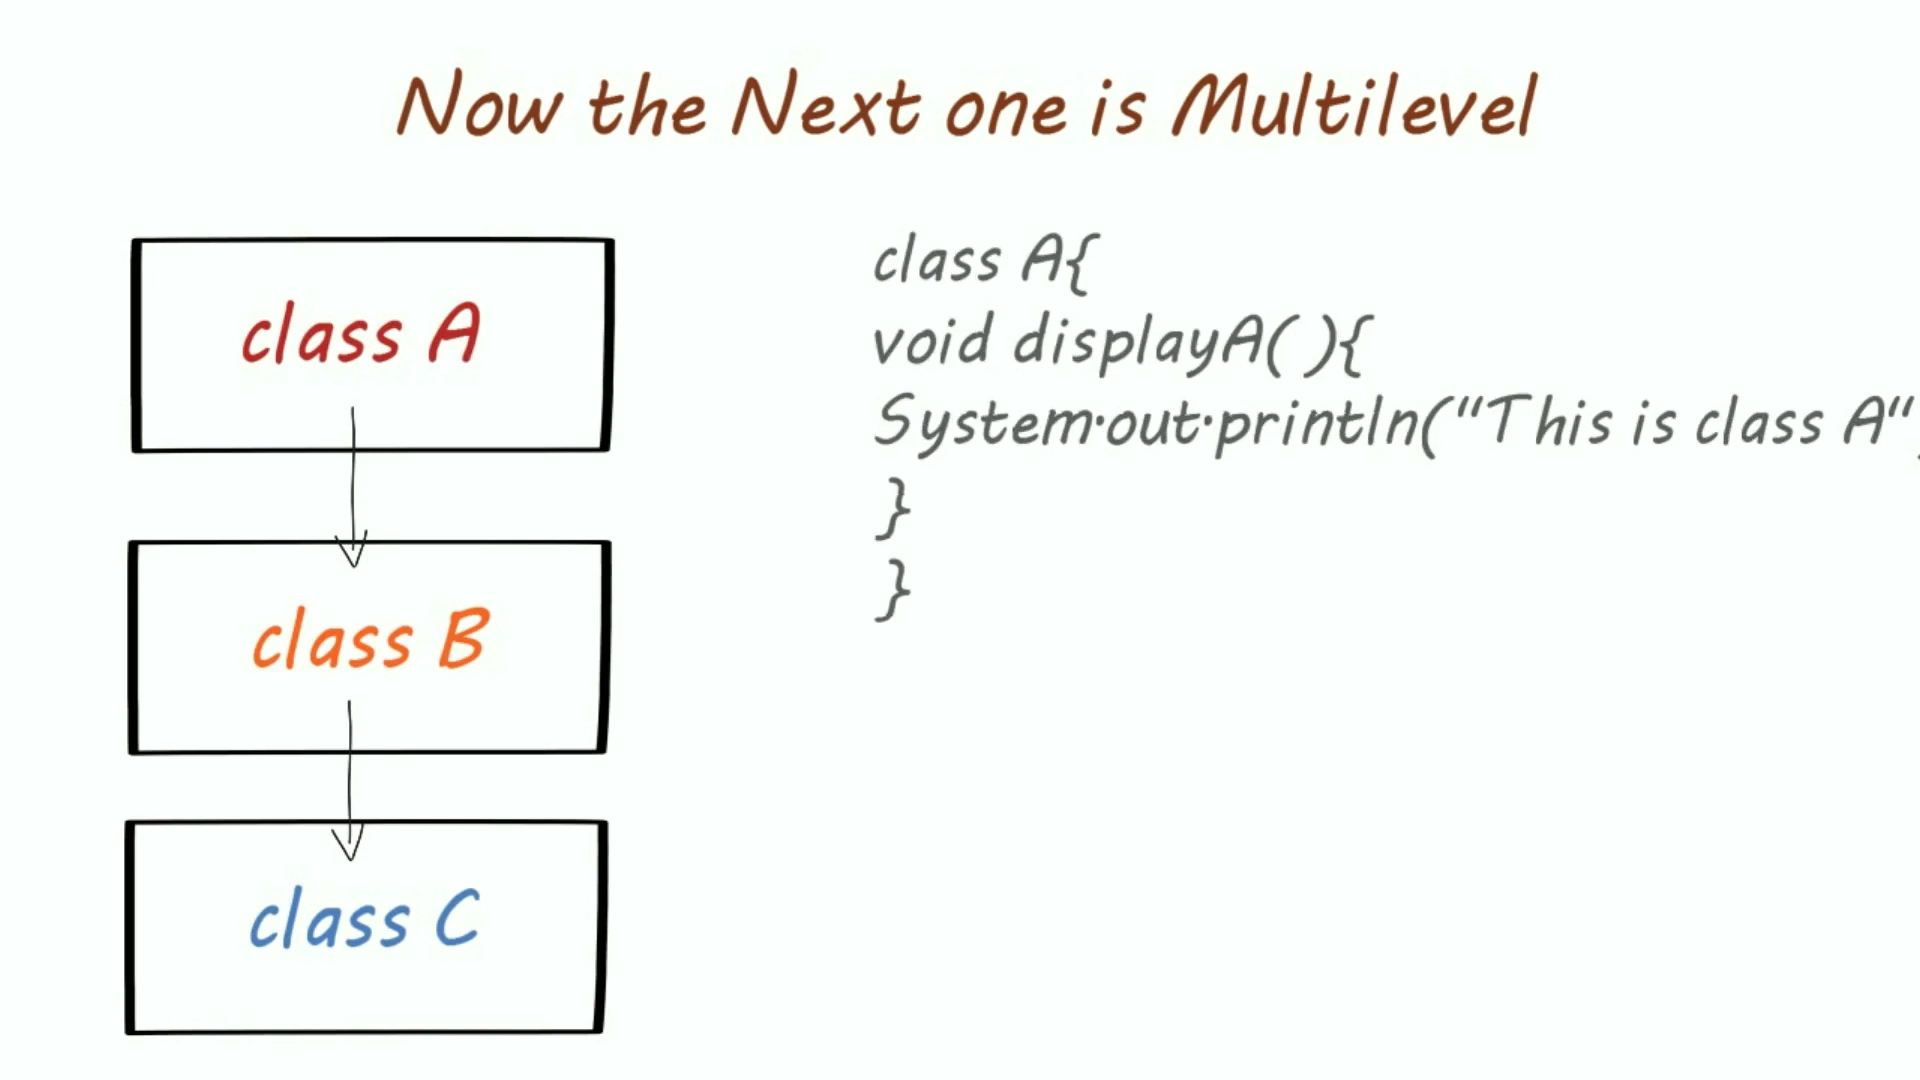 Now the Next one is Multilevel
class A
class B
class C
class A{
void displayA( ){
System.out.println("This is class A"
}
}